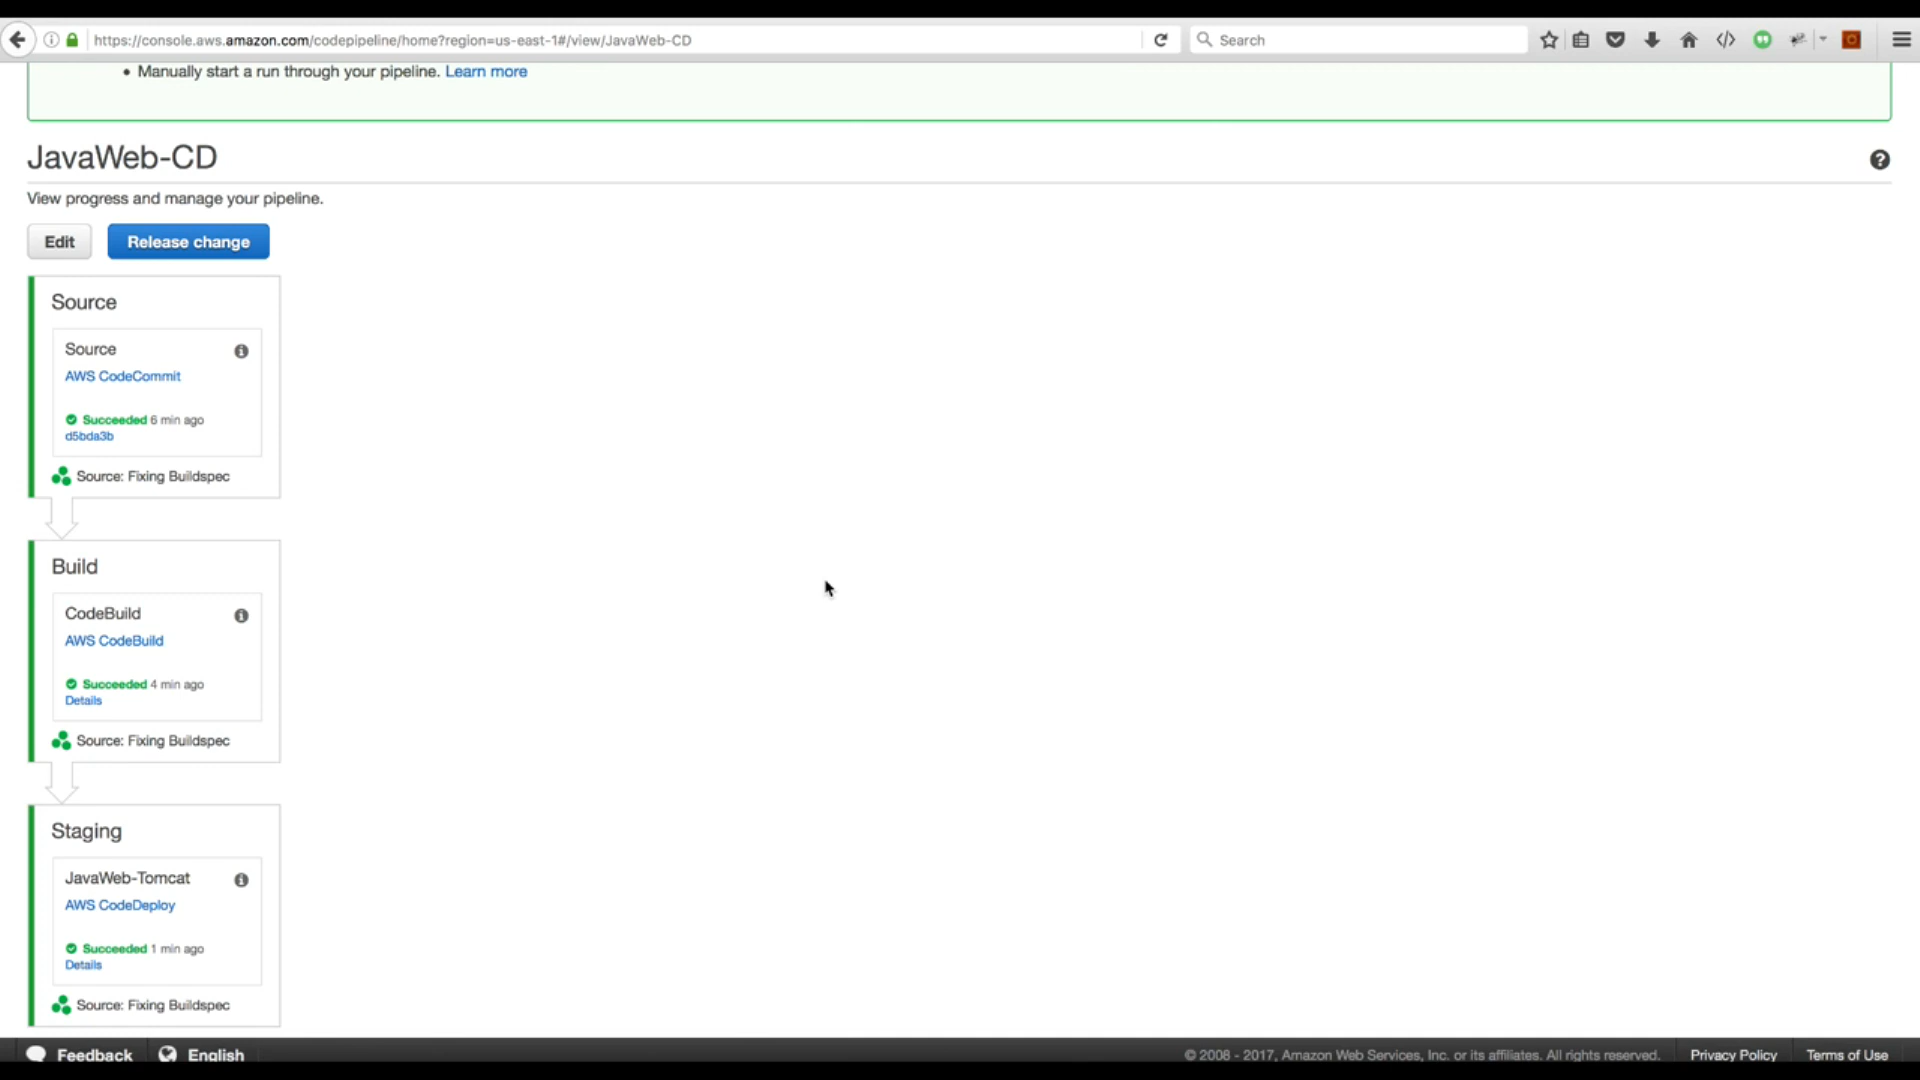 https://console.aws.amazon.com/codepipeline/home?region=us-east-1#/view/JavaWeb-CD
Search
• Manually start a run through your pipeline. Learn more
JavaWeb-CD
View progress and manage your pipeline.
Edit
Release change
Source
Source
AWS CodeCommit
Succeeded 6 min ago
d5bda3b
Source: Fixing Buildspec
Build
CodeBuild
AWS CodeBuild
Succeeded 4 min ago
Details
Source: Fixing Buildspec
Staging
JavaWeb-Tomcat
AWS CodeDeploy
Succeeded 1 min ago
Details
Source: Fixing Buildspec
Feedback
English
© 2008 - 2017, Amazon Web Services, Inc. or its affiliates. All rights reserved.
Privacy Policy
Terms of Use